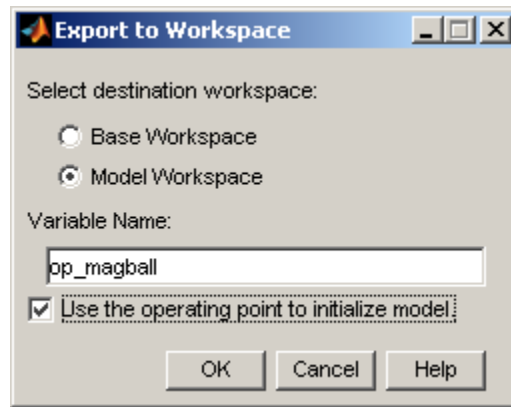 Export to Workspace
Select destination workspace:
Base Workspace
Model Workspace
Variable Name:
op_magball
Use the operating point to initialize model.
OK Cancel Help